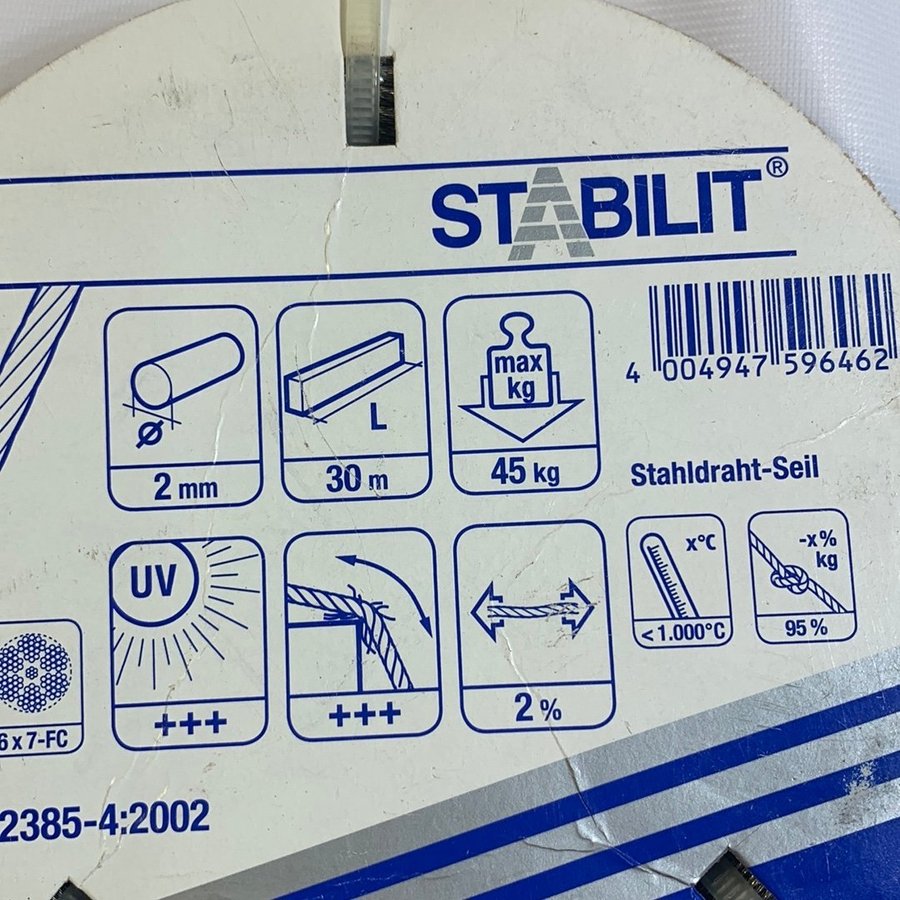 STABILIT®
max
kg
Ø
L
4 004947 596462
2 mm
30 m
45 kg
Stahldraht-Seil
UV
x°C
-x%
kg
< 1.000°C
95 %
6 x 7-FC
+++
+++
2 %
2385-4:2002